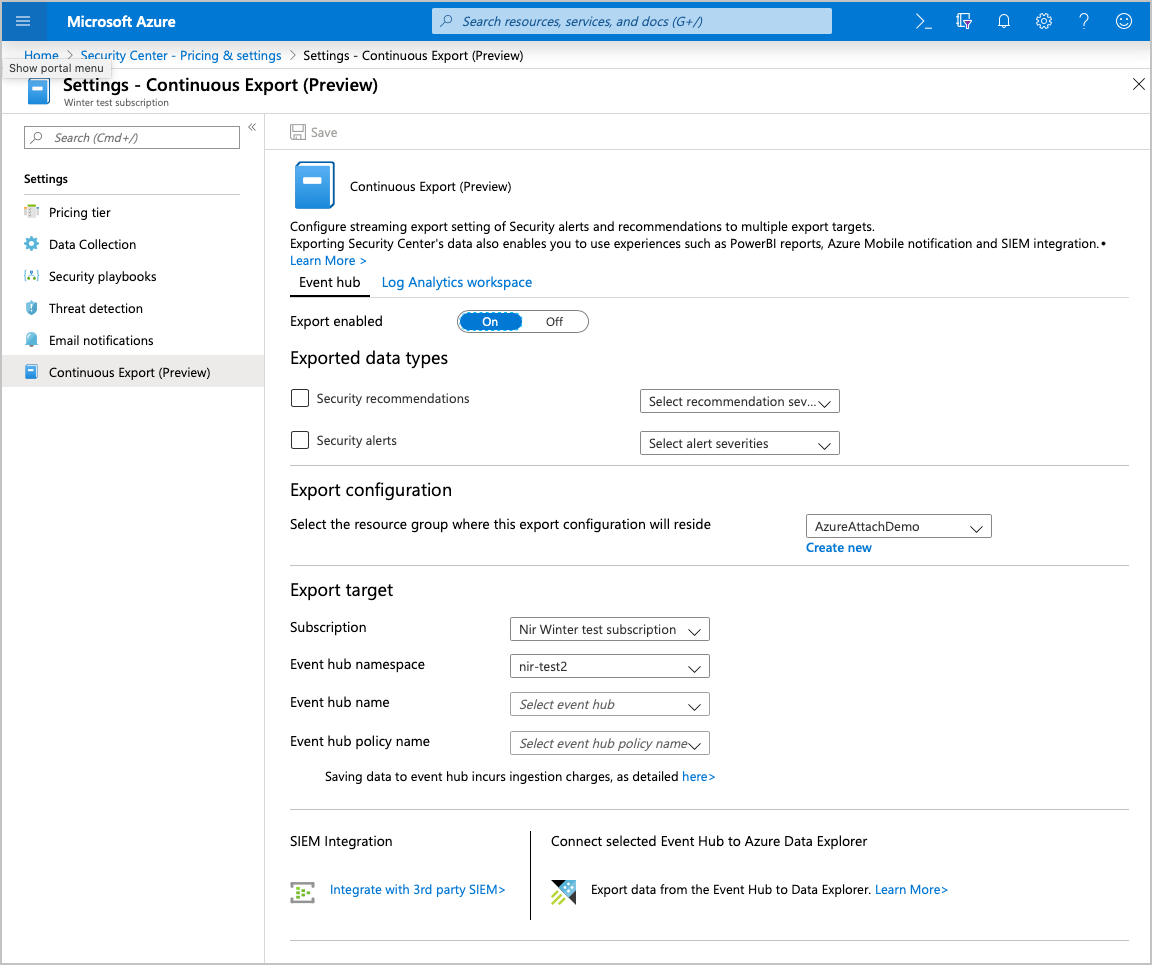 Microsoft Azure
Search resources, services, and docs (G+/)
Home > Security Center - Pricing & settings > Settings - Continuous Export (Preview)
Show portal menu
Settings - Continuous Export (Preview)
Winter test subscription
Search (Cmd+/)
«
Settings
Pricing tier
Data Collection
Security playbooks
Threat detection
Email notifications
Continuous Export (Preview)
Save
Continuous Export (Preview)
Configure streaming export setting of Security alerts and recommendations to multiple export targets.
Exporting Security Center's data also enables you to use experiences such as PowerBI reports, Azure Mobile notification and SIEM integration.•
Learn More >
Event hub Log Analytics workspace
Export enabled On Off
Exported data types
Security recommendations Select recommendation sev...
Security alerts Select alert severities
Export configuration
Select the resource group where this export configuration will reside AzureAttachDemo
Create new
Export target
Subscription Nir Winter test subscription
Event hub namespace nir-test2
Event hub name Select event hub
Event hub policy name Select event hub policy name
Saving data to event hub incurs ingestion charges, as detailed here>
SIEM Integration
Integrate with 3rd party SIEM>
Connect selected Event Hub to Azure Data Explorer
Export data from the Event Hub to Data Explorer. Learn More>